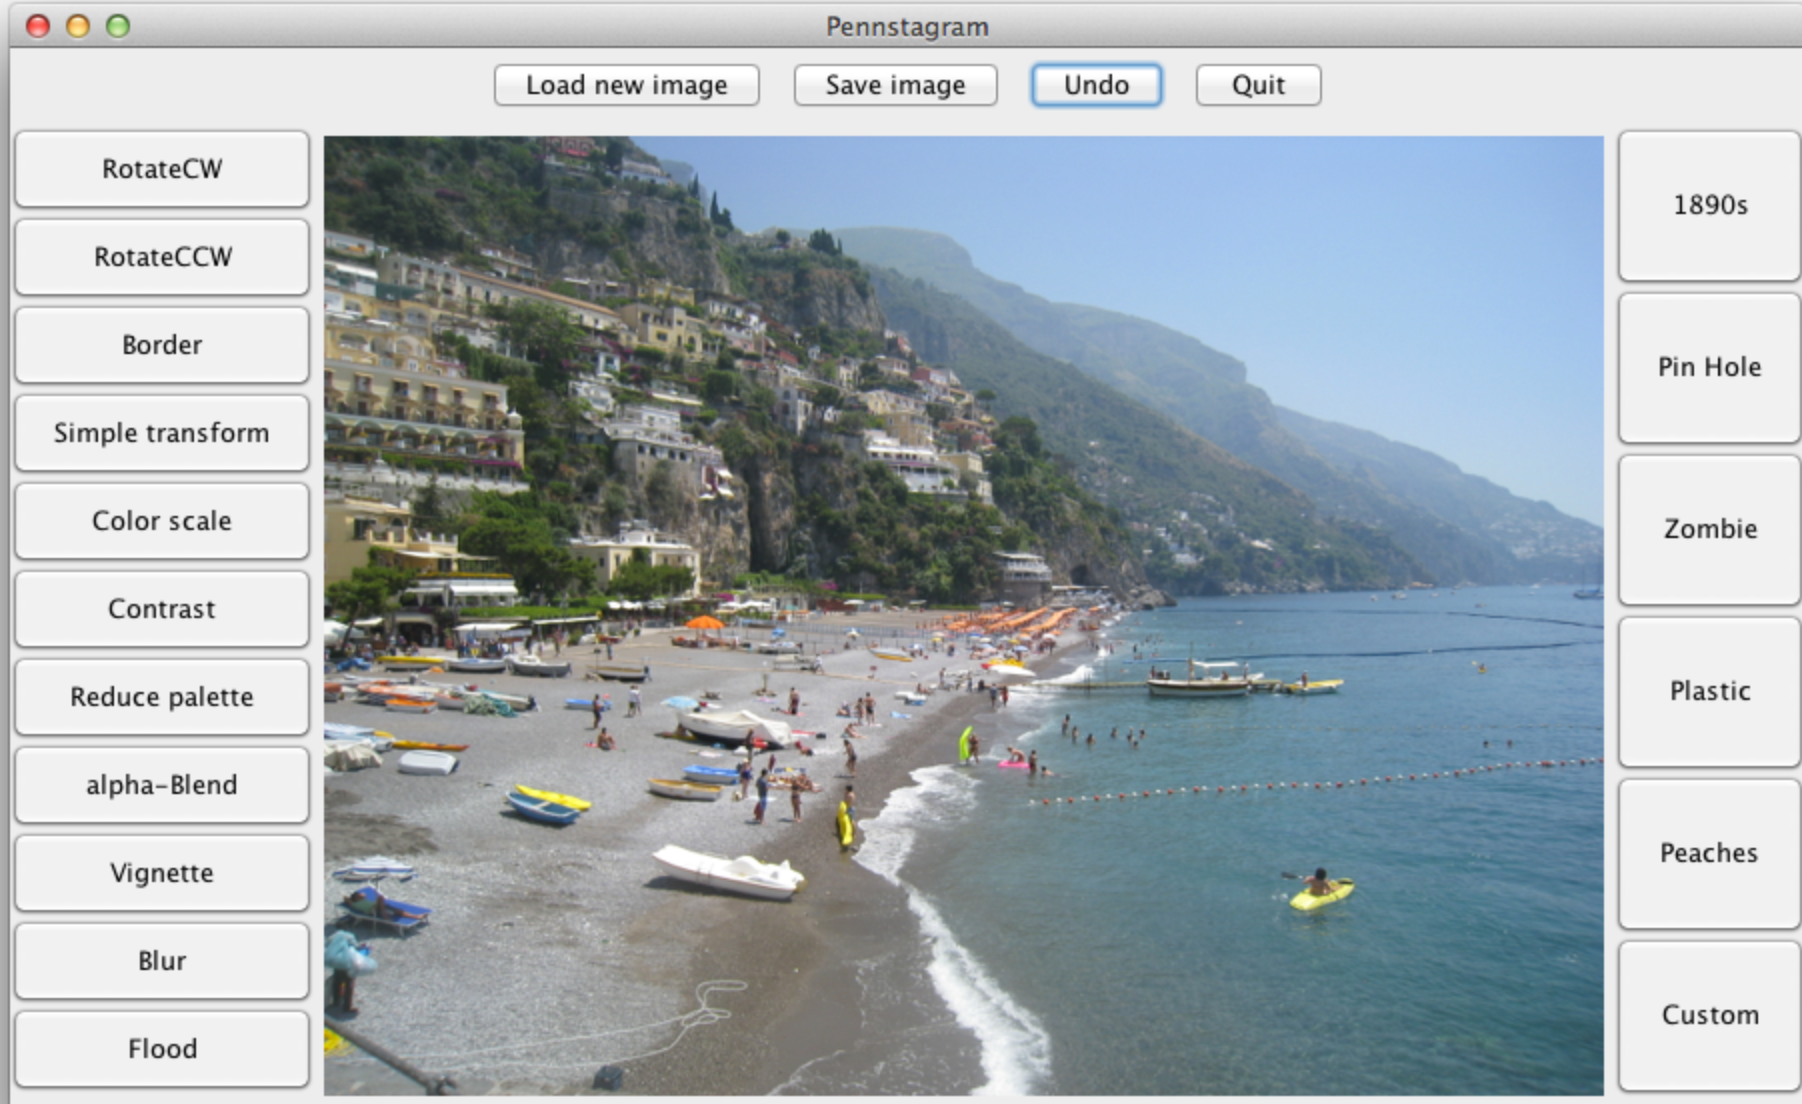 Pennstagram
Load new image
Save image
Undo
Quit
RotateCW
RotateCCW
Border
Simple transform
Color scale
Contrast
Reduce palette
alpha-Blend
Vignette
Blur
Flood
1890s
Pin Hole
Zombie
Plastic
Peaches
Custom